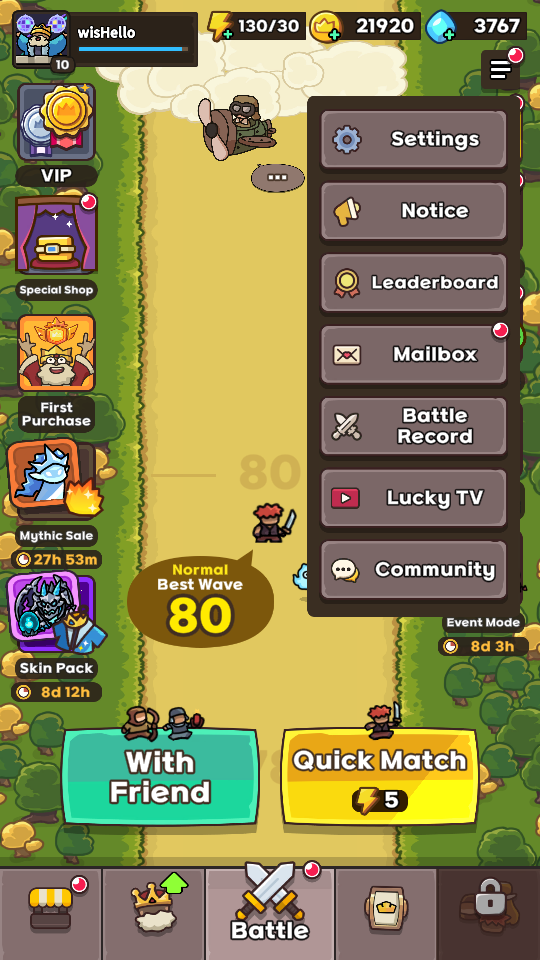 wisHello
10
130/30
21920
3767
VIP
Special Shop
First
Purchase
Mythic Sale
27h 53m
Skin Pack
8d 12h
Settings
Notice
Leaderboard
Mailbox
Battle
Record
Lucky TV
Community
80
Normal
Best Wave
80
Event Mode
8d 3h
With
Friend
Quick Match
5
Battle